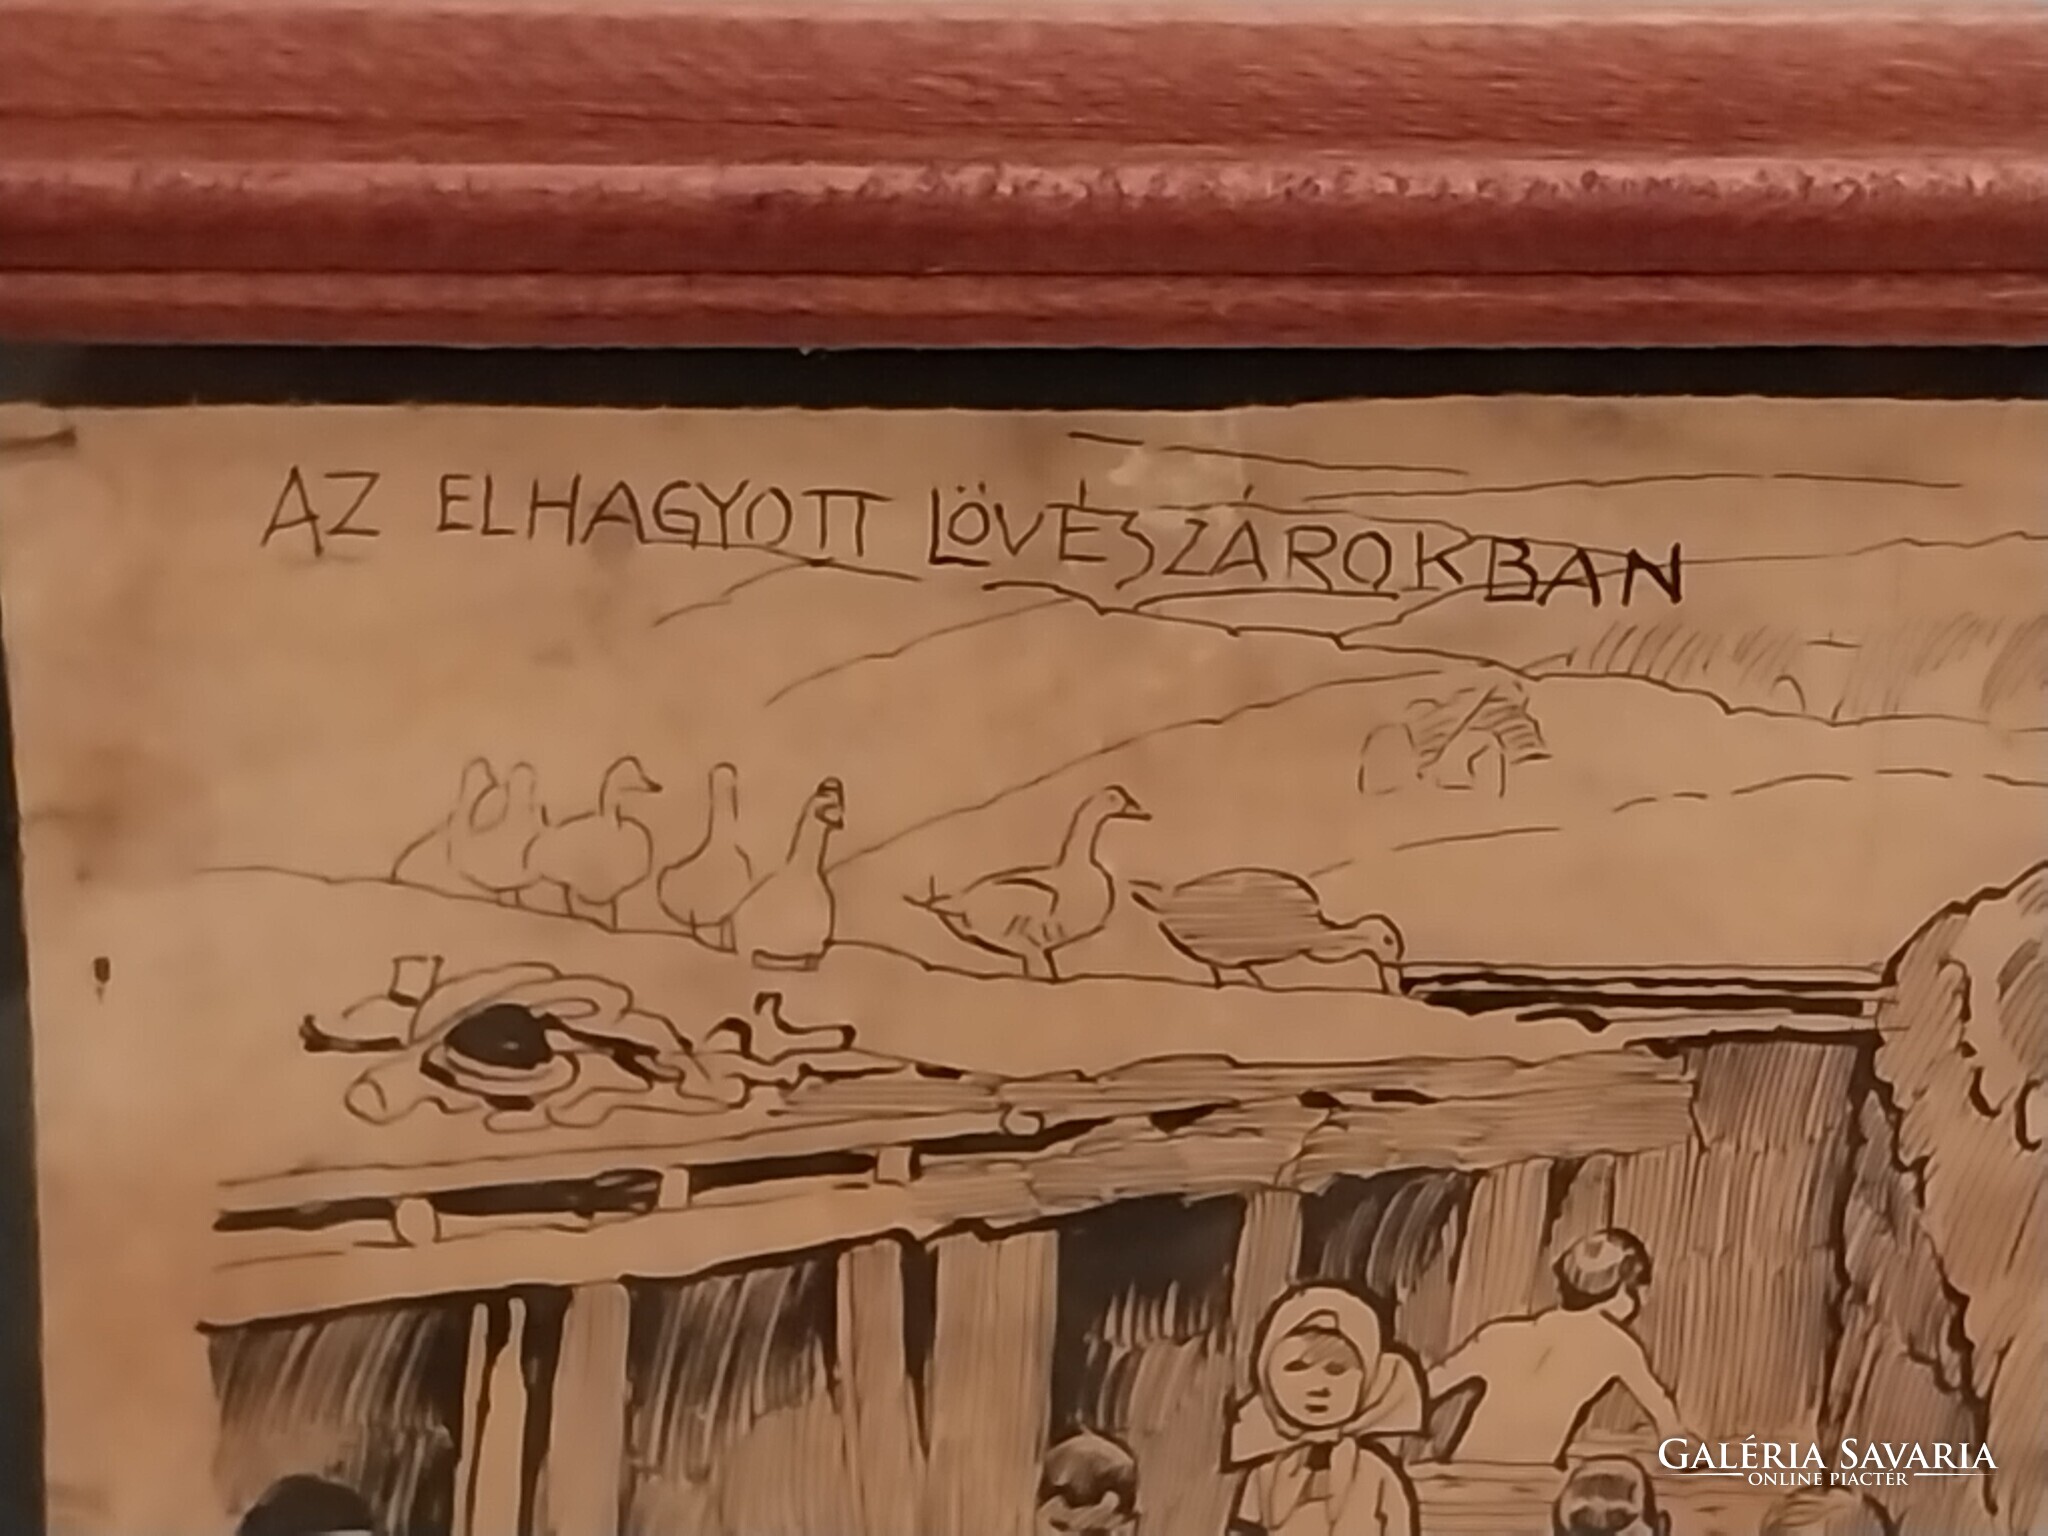 AZ ELHAGYOTT LÖVÉSZÁROKBAN
GALÉRIA SAVARIA
ONLINE PIACTÉR